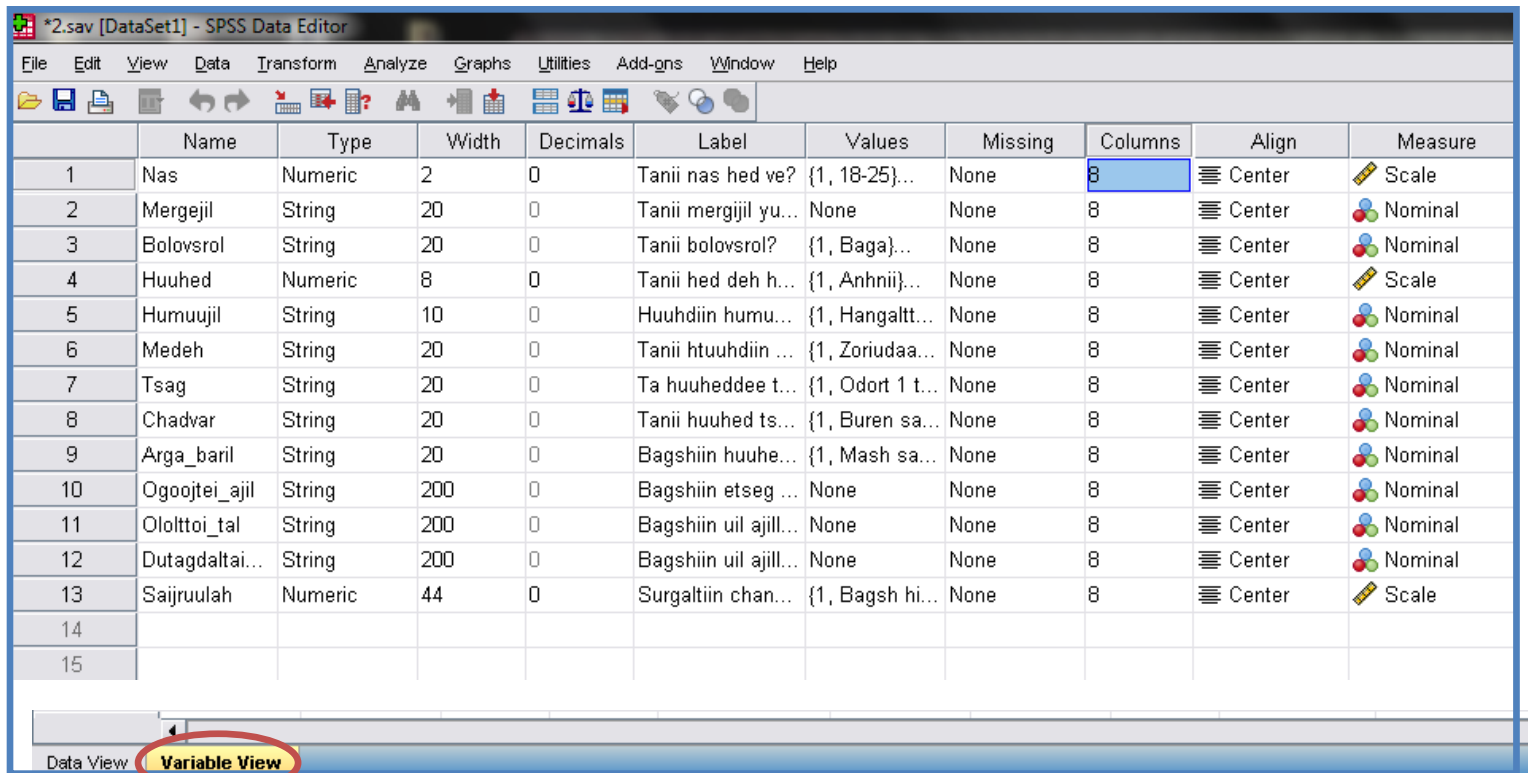 *2.sav [DataSet1] - SPSS Data Editor
File Edit View Data Transform Analyze Graphs Utilities Add-ons Window Help
Name Type Width Decimals Label Values Missing Columns Align Measure
1 Nas Numeric 2 0 Tanii nas hed ve? {1, 18-25}... None 8 Center Scale
2 Mergejil String 20 0 Tanii mergijil yu... None None 8 Center Nominal
3 Bolovsrol String 20 0 Tanii bolovsrol? {1, Baga}... None 8 Center Nominal
4 Huuhed Numeric 8 0 Tanii hed deh h... {1, Anhnii}... None 8 Center Scale
5 Humuujil String 10 0 Huuhdiin humu... {1, Hangaltt... None 8 Center Nominal
6 Medeh String 20 0 Tanii htuuhdiin ... {1, Zoriudaa... None 8 Center Nominal
7 Tsag String 20 0 Ta huuheddee t... {1, Odort 1 t... None 8 Center Nominal
8 Chadvar String 20 0 Tanii huuhed ts... {1, Buren sa... None 8 Center Nominal
9 Arga_baril String 20 0 Bagshiin huuhe... {1, Mash sa... None 8 Center Nominal
10 Ogoojtei_ajil String 200 0 Bagshiin etseg ... None None 8 Center Nominal
11 Ololttoi_tal String 200 0 Bagshiin uil ajill... None None 8 Center Nominal
12 Dutagdaltai... String 200 0 Bagshiin uil ajill... None None 8 Center Nominal
13 Saijruulah Numeric 44 0 Surgaltiin chan... {1, Bagsh hi... None 8 Center Scale
14
15
Data View Variable View